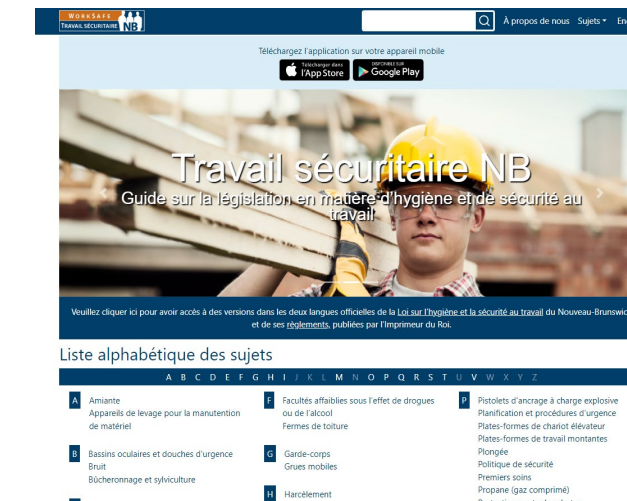 WORKSAFE
TRAVAIL SÉCURITAIRE NB
À propos de nous Sujets
Téléchargez l'application sur votre appareil mobile
Télécharger dans
l'App Store
DISPONIBLE SUR
Google Play
Travail sécuritaire NB
Guide sur la législation en matière d'hygiène et de sécurité au
travail
Veuillez cliquer ici pour avoir accès à des versions dans les deux langues officielles de la Loi sur l'hygiène et la sécurité au travail du Nouveau-Brunswic
et de ses règlements, publiées par l'Imprimeur du Roi.
Liste alphabétique des sujets
A B C D E F G H I J K L M N O P Q R S T U V W X Y Z
A Amiante
Appareils de levage pour la manutention
de matériel
B Bassins oculaires et douches d'urgence
Bruit
Bûcheronnage et sylviculture
F Facultés affaiblies sous l'effet de drogues
ou de l'alcool
Fermes de toiture
G Garde-corps
Grues mobiles
H Harcèlement
P Pistolets d'ancrage à charge explosive
Planification et procédures d'urgence
Plates-formes de chariot élévateur
Plates-formes de travail montantes
Plongée
Politique de sécurité
Premiers soins
Propane (gaz comprimé)